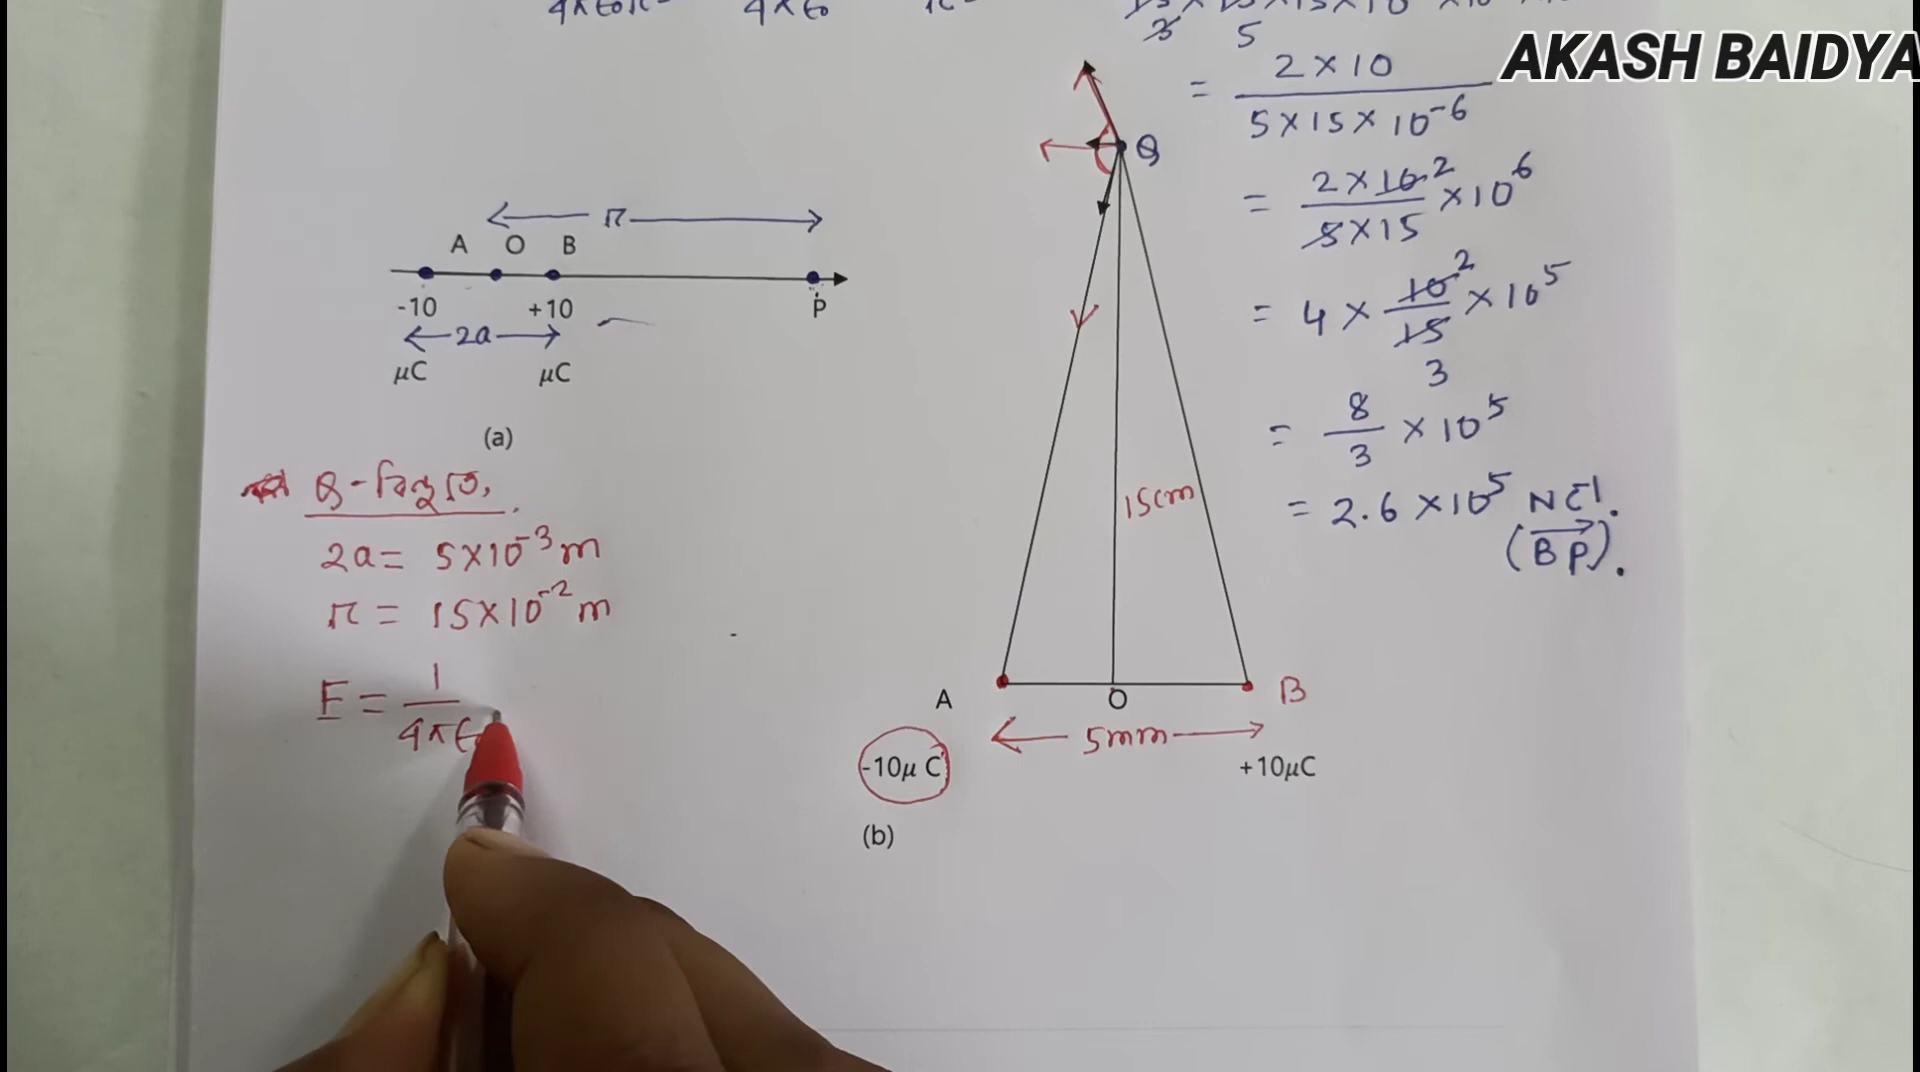 AKASH BAIDYA
= 2×10 / 5×15×10⁻⁶
= 2×10² / 5×15 ×10⁶
= 4 × 10² / 15 ×10⁵
3
= 8/3 × 10⁵
= 2.6 ×10⁵ NC⁻¹.
(BP).
r
A O B
-10 +10 P
2a
μC μC
(a)
Q-বিন্দুতে,
2a = 5×10⁻³ m
r = 15×10⁻² m
E = 1 / 4πε
Q
15cm
A O B
5mm
-10μ C +10μC
(b)